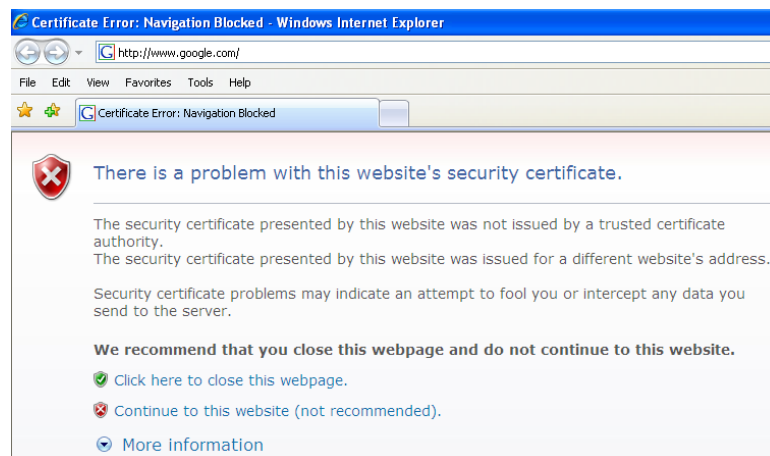 Certificate Error: Navigation Blocked - Windows Internet Explorer
http://www.google.com/
File Edit View Favorites Tools Help
Certificate Error: Navigation Blocked
There is a problem with this website's security certificate.
The security certificate presented by this website was not issued by a trusted certificate
authority.
The security certificate presented by this website was issued for a different website's address.
Security certificate problems may indicate an attempt to fool you or intercept any data you
send to the server.
We recommend that you close this webpage and do not continue to this website.
Click here to close this webpage.
Continue to this website (not recommended).
More information